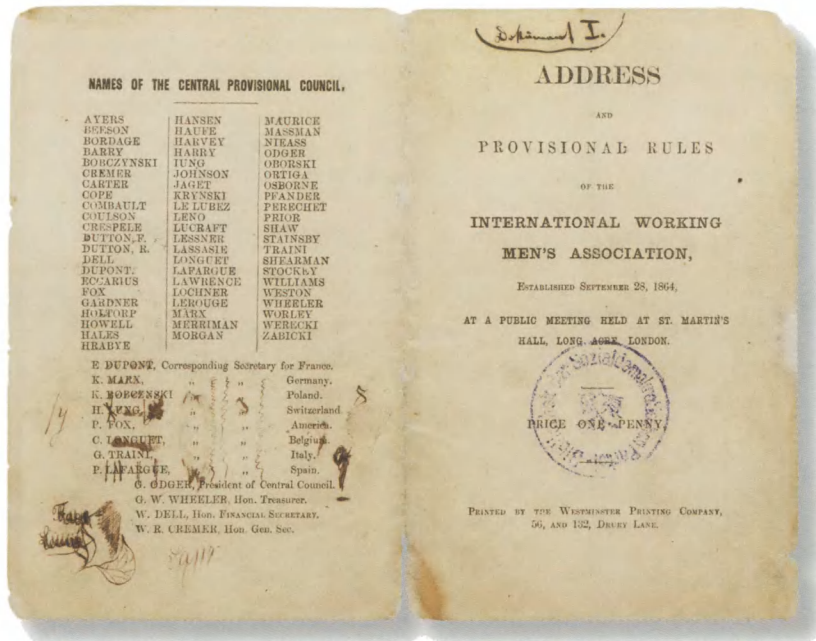 NAMES OF THE CENTRAL PROVISIONAL COUNCIL.
AYERS
BEESON
BORDAGE
BARRY
BOBCZYNSKI
CREMER
CARTER
COPE
COMBAULT
COULSON
CRESPELE
DUTTON, F.
DUTTON, R.
DELL
DUPONT.
ECCARIUS
FOX
GARDNER
HOLTORP
HOWELL
HALES
HRABYE
HANSEN
HAUFE
HARVEY
HARRY
IUNG
JOHNSON
JAGET
KRYNSKI
LE LUBEZ
LENO
LUCRAFT
LESSNER
LASSASIE
LONGUET
LAFARGUE
LAWRENCE
LOCHNER
LEROUGE
MARX
MERRIMAN
MORGAN
MAURICE
MASSMAN
NIEASS
ODGER
OBORSKI
ORTIGA
OSBORNE
PFANDER
PERECHET
PRIOR
SHAW
STAINSBY
TRAINI
SHEARMAN
STOCKEY
WILLIAMS
WESTON
WHEELER
WORLEY
WERECKI
ZABICKI
E DUPONT, Corresponding Secretary for France.
K. MARX, „ „ Germany.
K. BOBCENSKI „ „ Poland.
H. IUNG, „ „ Switzerland
P. FOX, „ „ America.
C. LONGUET, „ „ Belgium.
G. TRAINI, „ „ Italy.
P. LAFARGUE, „ „ Spain.
G. ODGER, President of Central Council.
G. W. WHEELER, Hon. Treasurer.
W. DELL, Hon. FINANCIAL SECRETARY.
W. R. CREMER, Hon. Gen. Sec.
I.
ADDRESS
AND
PROVISIONAL RULES
OF THE
INTERNATIONAL WORKING
MEN'S ASSOCIATION,
ESTABLISHED SEPTEMBER 28, 1864,
AT A PUBLIC MEETING HELD AT ST. MARTIN'S
HALL, LONG ACRE, LONDON.
PRICE ONE PENNY,
PRINTED BY THE WESTMINSTER PRINTING COMPANY,
56, AND 132, DRURY LANE.